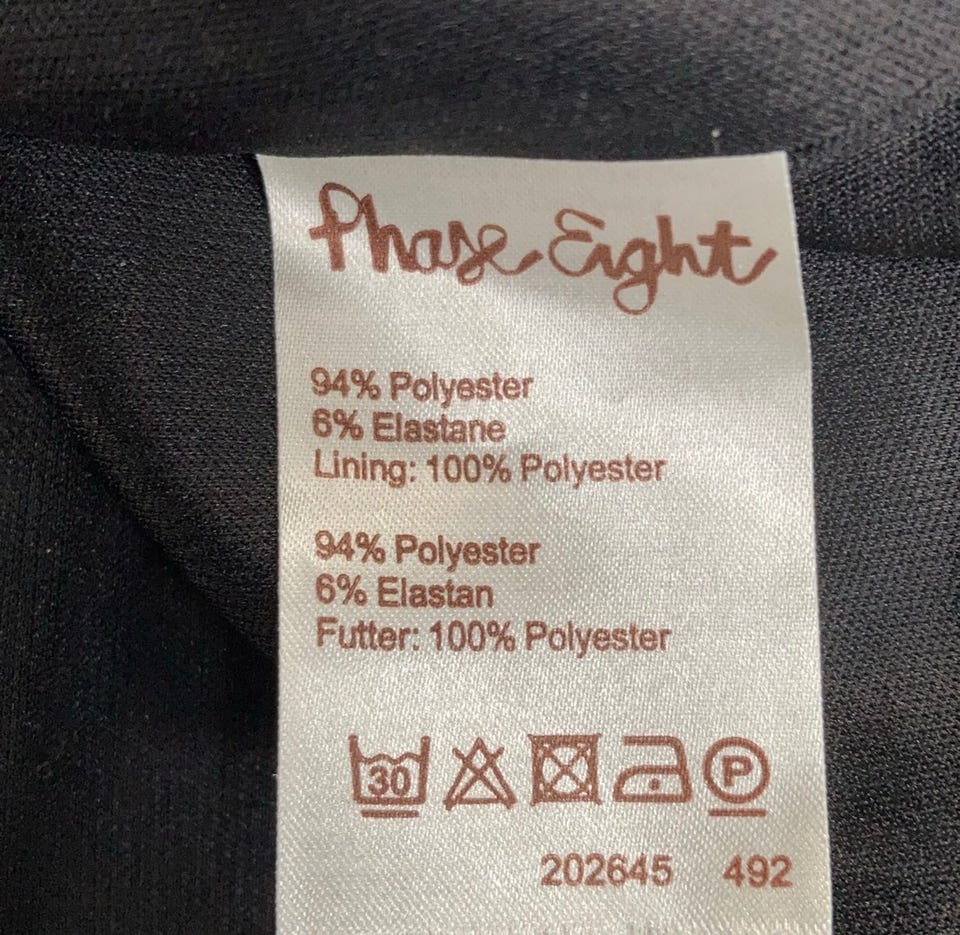 Phase Eight
94% Polyester
6% Elastane
Lining: 100% Polyester
94% Polyester
6% Elastan
Futter: 100% Polyester
30 P
202645 492